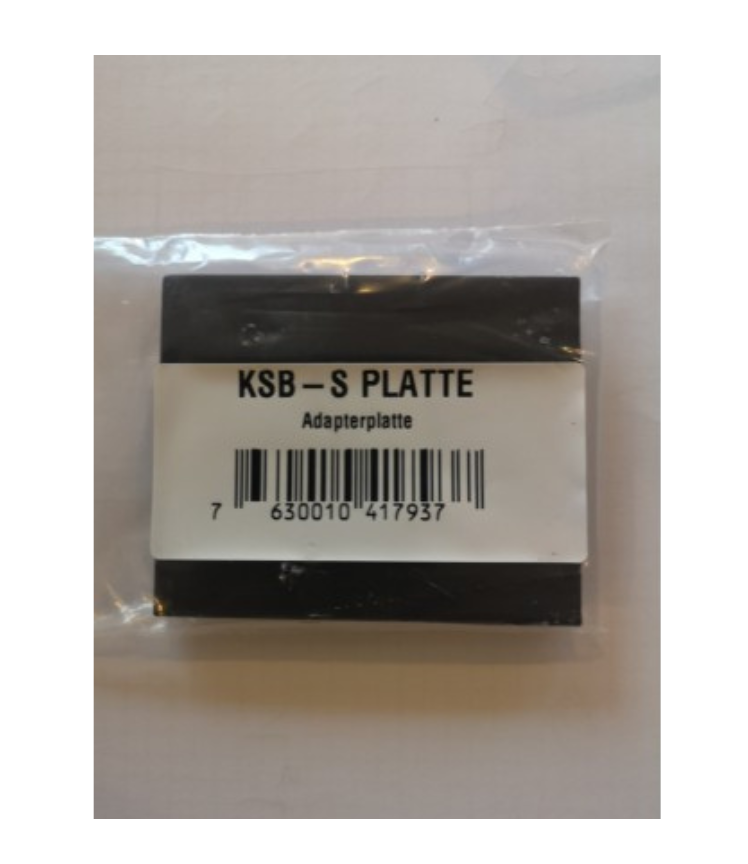 KSB – S PLATTE
Adapterplatte
7 630010 417937